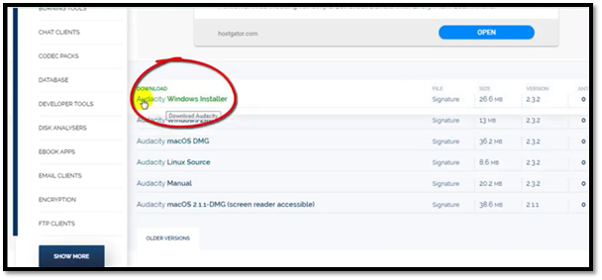 BURNING TOOLS
CHAT CLIENTS
CODEC PACKS
DATABASE
DEVELOPER TOOLS
DISK ANALYSERS
EBOOK APPS
EMAIL CLIENTS
ENCRYPTION
FTP CLIENTS
SHOW MORE
hostgator.com
OPEN
DOWNLOAD FILE SIZE VERSION ANT
Audacity Windows Installer Signature 26.6 MB 2.3.2 0
Download Audacity
Audacity Windows Signature 13 MB 2.3.2 0
Audacity macOS DMG Signature 36.2 MB 2.3.2 0
Audacity Linux Source Signature 8.6 MB 2.3.2 0
Audacity Manual Signature 20.2 MB 2.3.2 0
Audacity macOS 2.1.1-DMG (screen reader accessible) Signature 38.6 MB 2.1.1 0
OLDER VERSIONS